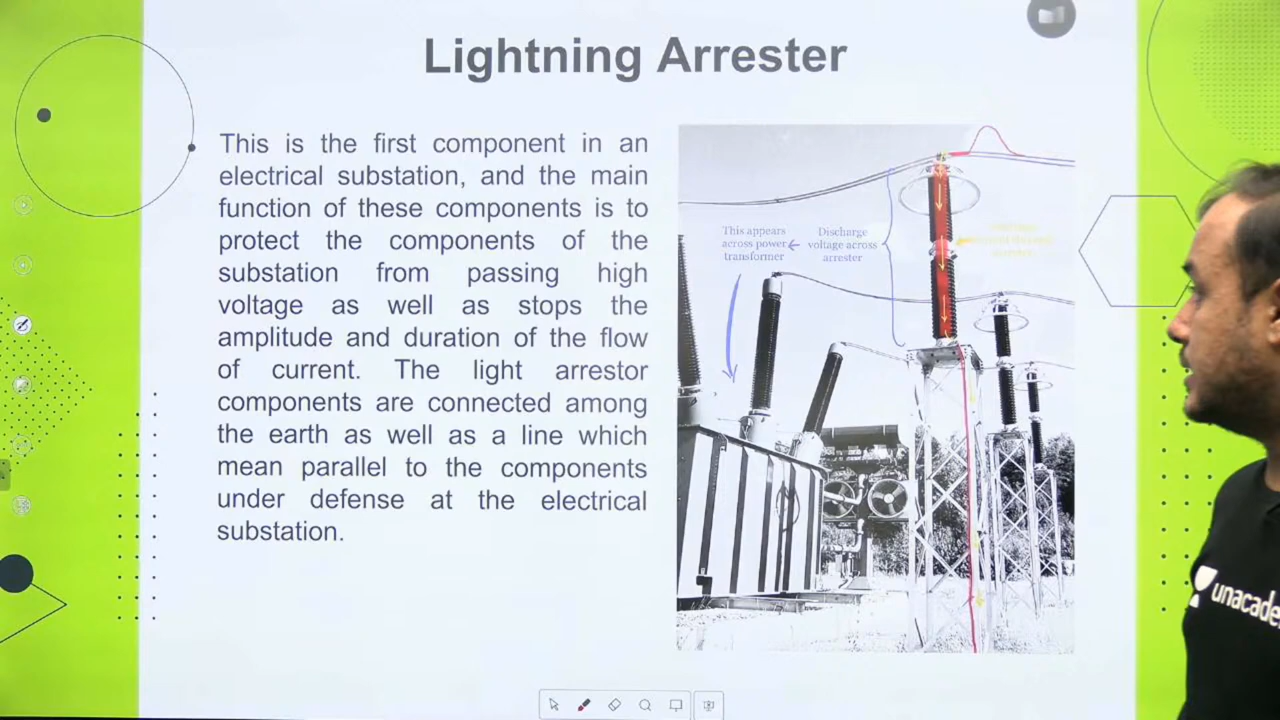 Lightning Arrester
This is the first component in an
electrical substation, and the main
function of these components is to
protect the components of the
substation from passing high
voltage as well as stops the
amplitude and duration of the flow
of current. The light arrestor
components are connected among
the earth as well as a line which
mean parallel to the components
under defense at the electrical
substation.
This appears
across power
transformer
Discharge
voltage across
arrester
unacade